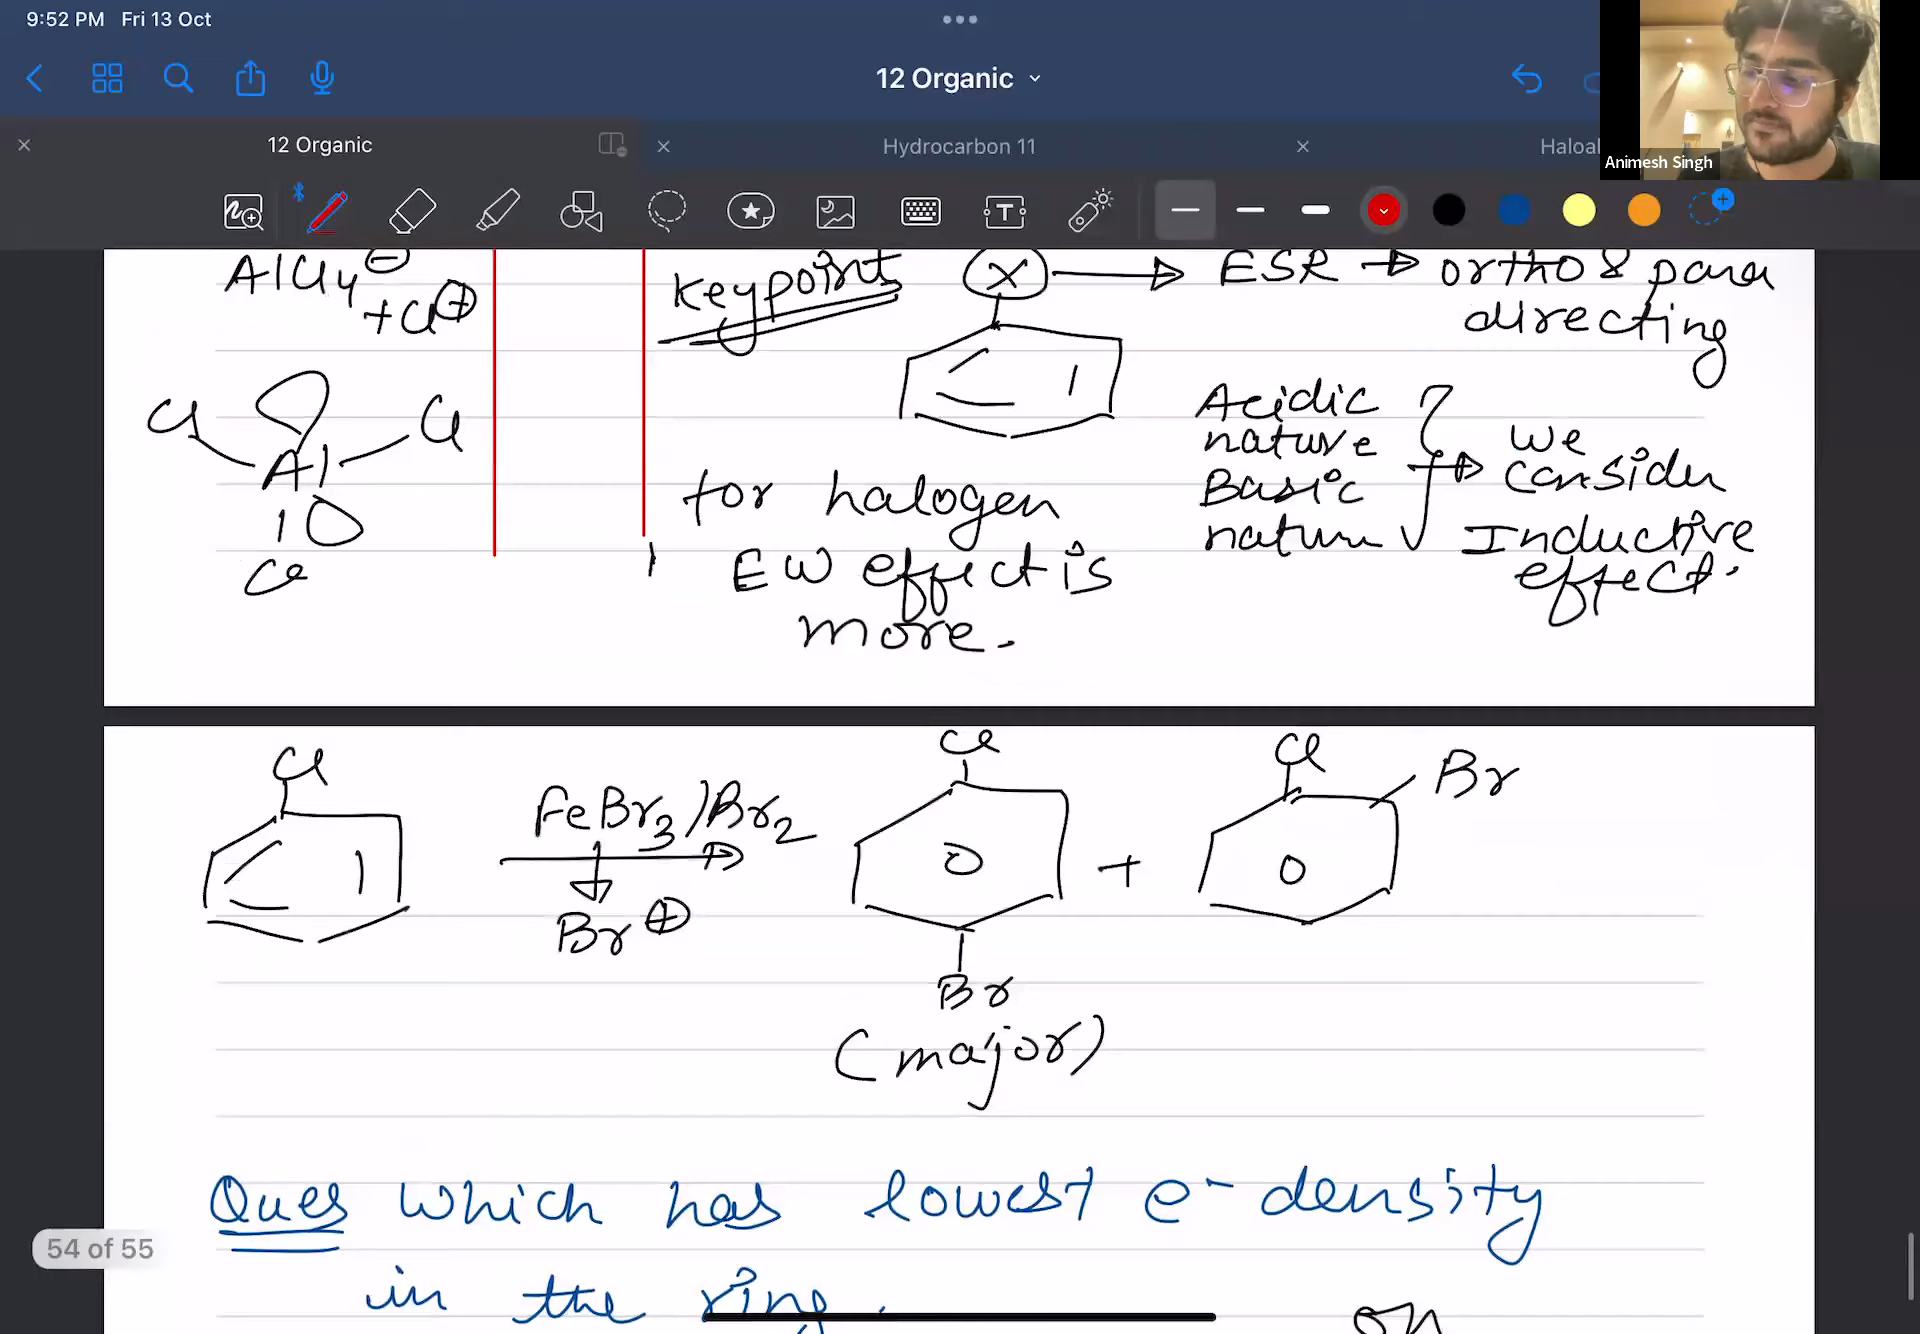 9:52 PM Fri 13 Oct
12 Organic
12 Organic
Hydrocarbon 11
Haloal
Animesh Singh
AlCl4⊖
+Cl⊕
Cl
Cl
Al
Cl
Keypoint
X
ESR → ortho & para
directing
for halogen
EW effect is
more.
Acidic
nature
Basic
nature
we
consider
Inductive
effect.
Cl
FeBr3/Br2
Br⊕
Cl
Br
(major)
+
Cl
Br
Ques which has lowest e- density
in the ring.
OH
54 of 55